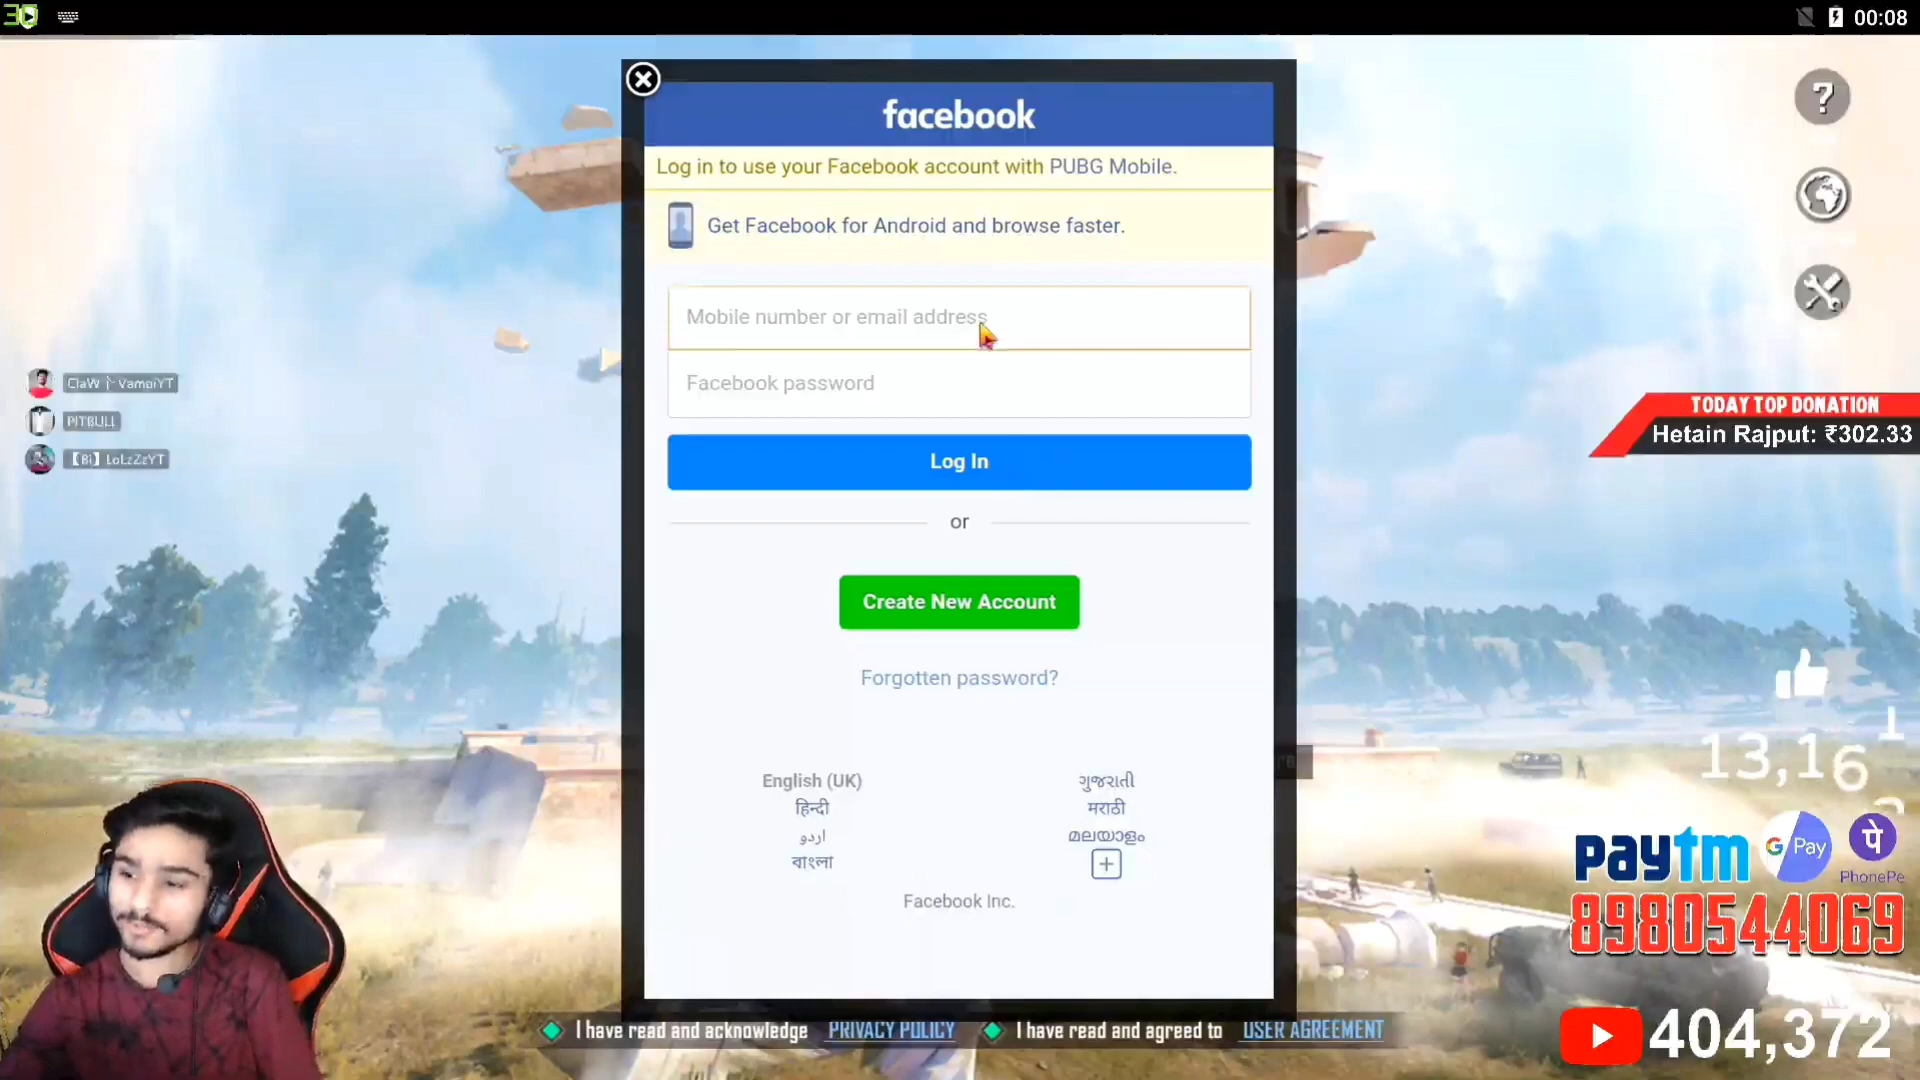 30
00:08
facebook
Log in to use your Facebook account with PUBG Mobile.
Get Facebook for Android and browse faster.
Mobile number or email address
Facebook password
Log In
or
Create New Account
Forgotten password?
English (UK)
ગુજરાતી
हिन्दी
मराठी
اردو
മലയാളം
বাংলা
Facebook Inc.
PITBULL
【Bi】LoLzZzYT
TODAY TOP DONATION
Hetain Rajput: ₹302.33
paytm
G Pay
पे
PhonePe
8980544069
404,372
I have read and acknowledge PRIVACY POLICY
I have read and agreed to USER AGREEMENT